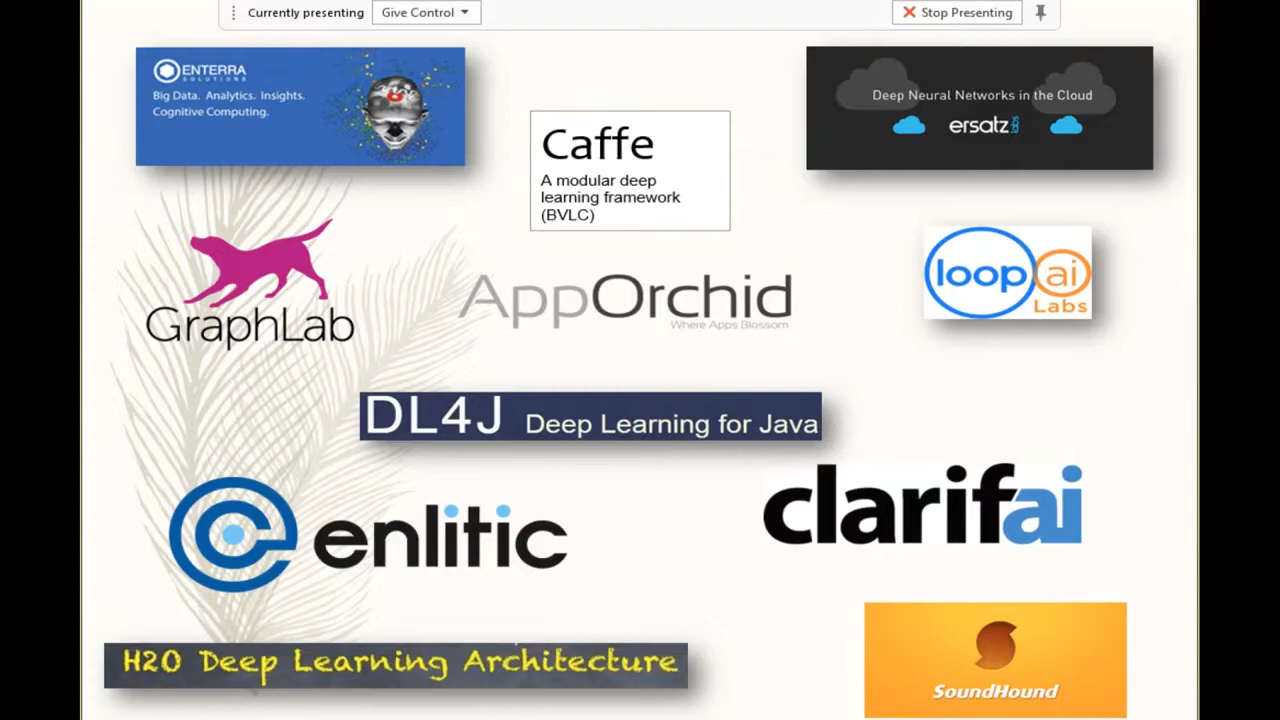 Currently presenting
Give Control
Stop Presenting
ENTERRA
SOLUTIONS
Big Data. Analytics. Insights.
Cognitive Computing.
Caffe
A modular deep
learning framework
(BVLC)
Deep Neural Networks in the Cloud
ersatz labs
GraphLab
AppOrchid
Where Apps Blossom
loop ai
Labs
DL4J Deep Learning for Java
enlitic
clarifai
H2O Deep Learning Architecture
SoundHound